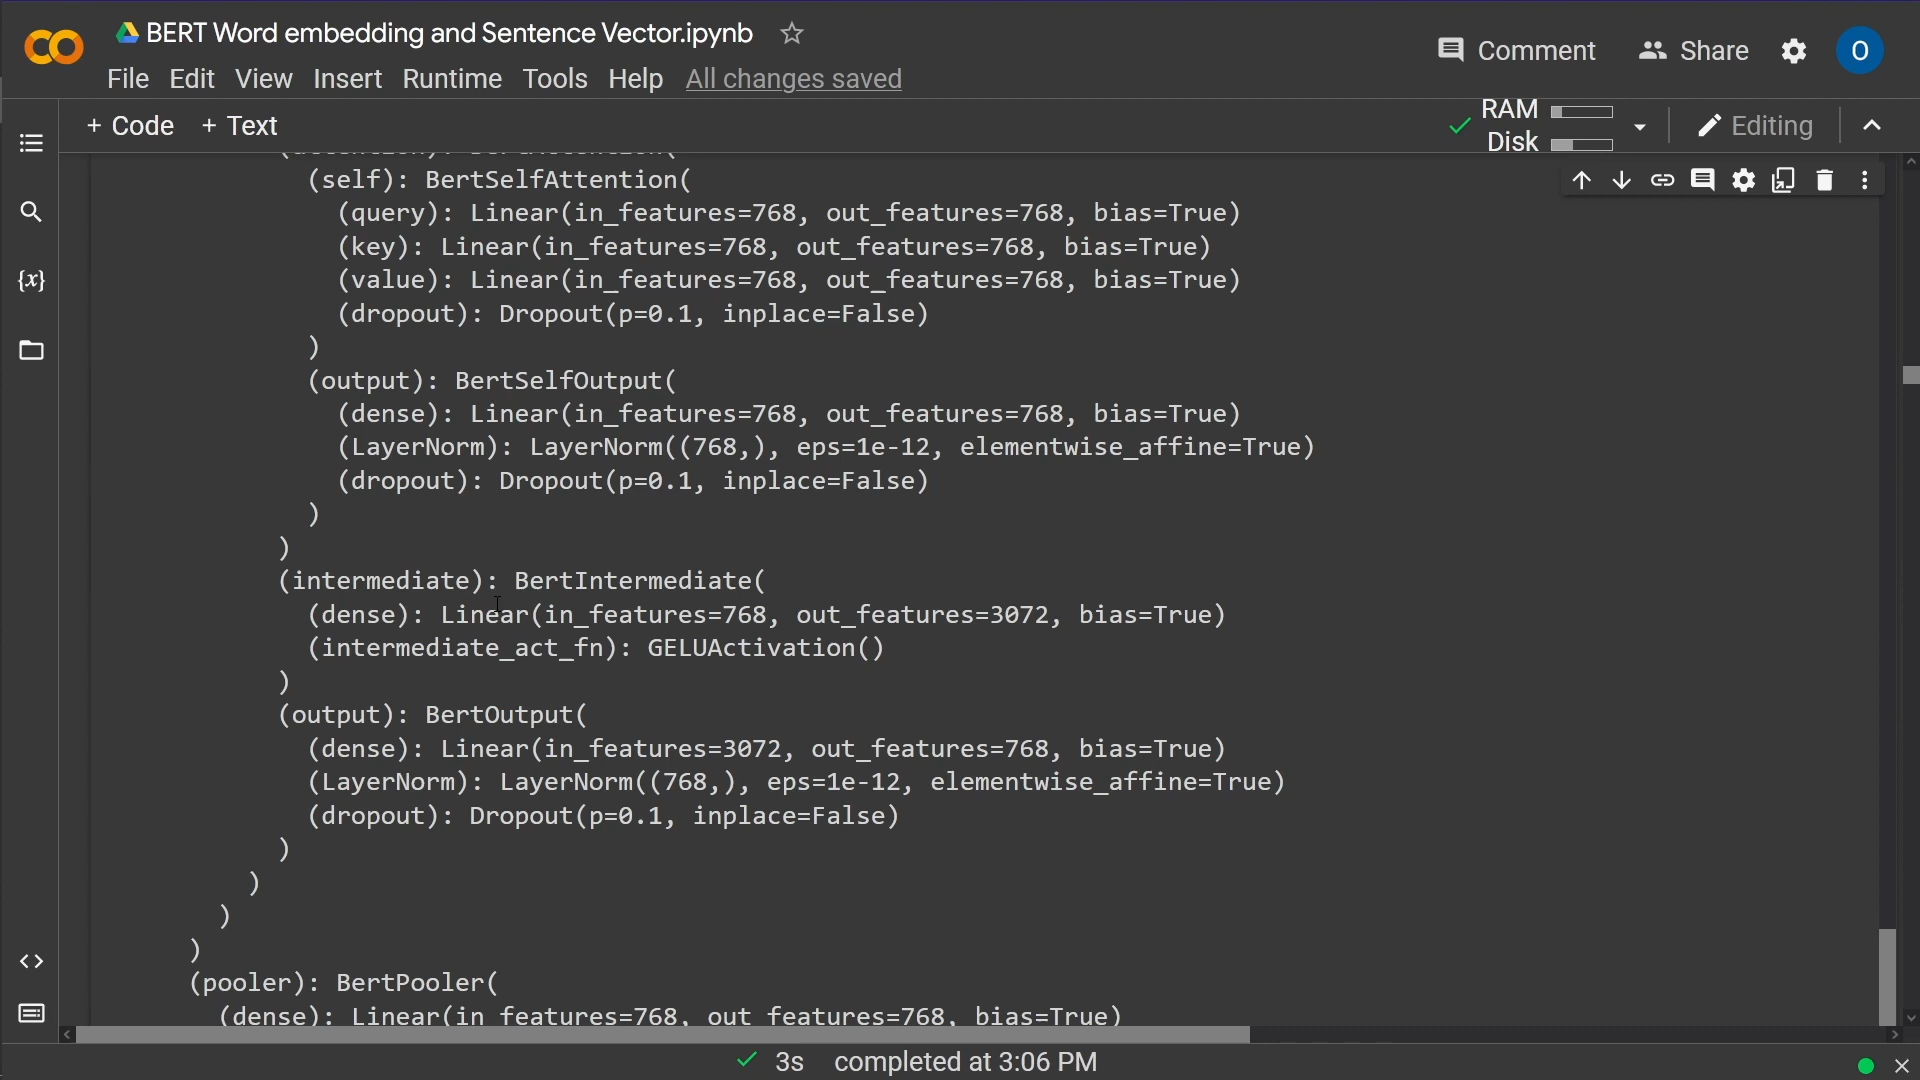 BERT Word embedding and Sentence Vector.ipynb
Comment
Share
O
File Edit View Insert Runtime Tools Help All changes saved
+ Code + Text
RAM
Disk
Editing
(self): BertSelfAttention(
(query): Linear(in_features=768, out_features=768, bias=True)
(key): Linear(in_features=768, out_features=768, bias=True)
(value): Linear(in_features=768, out_features=768, bias=True)
(dropout): Dropout(p=0.1, inplace=False)
)
(output): BertSelfOutput(
(dense): Linear(in_features=768, out_features=768, bias=True)
(LayerNorm): LayerNorm((768,), eps=1e-12, elementwise_affine=True)
(dropout): Dropout(p=0.1, inplace=False)
)
)
(intermediate): BertIntermediate(
(dense): Linear(in_features=768, out_features=3072, bias=True)
(intermediate_act_fn): GELUActivation()
)
(output): BertOutput(
(dense): Linear(in_features=3072, out_features=768, bias=True)
(LayerNorm): LayerNorm((768,), eps=1e-12, elementwise_affine=True)
(dropout): Dropout(p=0.1, inplace=False)
)
)
)
)
(pooler): BertPooler(
(dense): Linear(in_features=768, out_features=768, bias=True)
3s completed at 3:06 PM